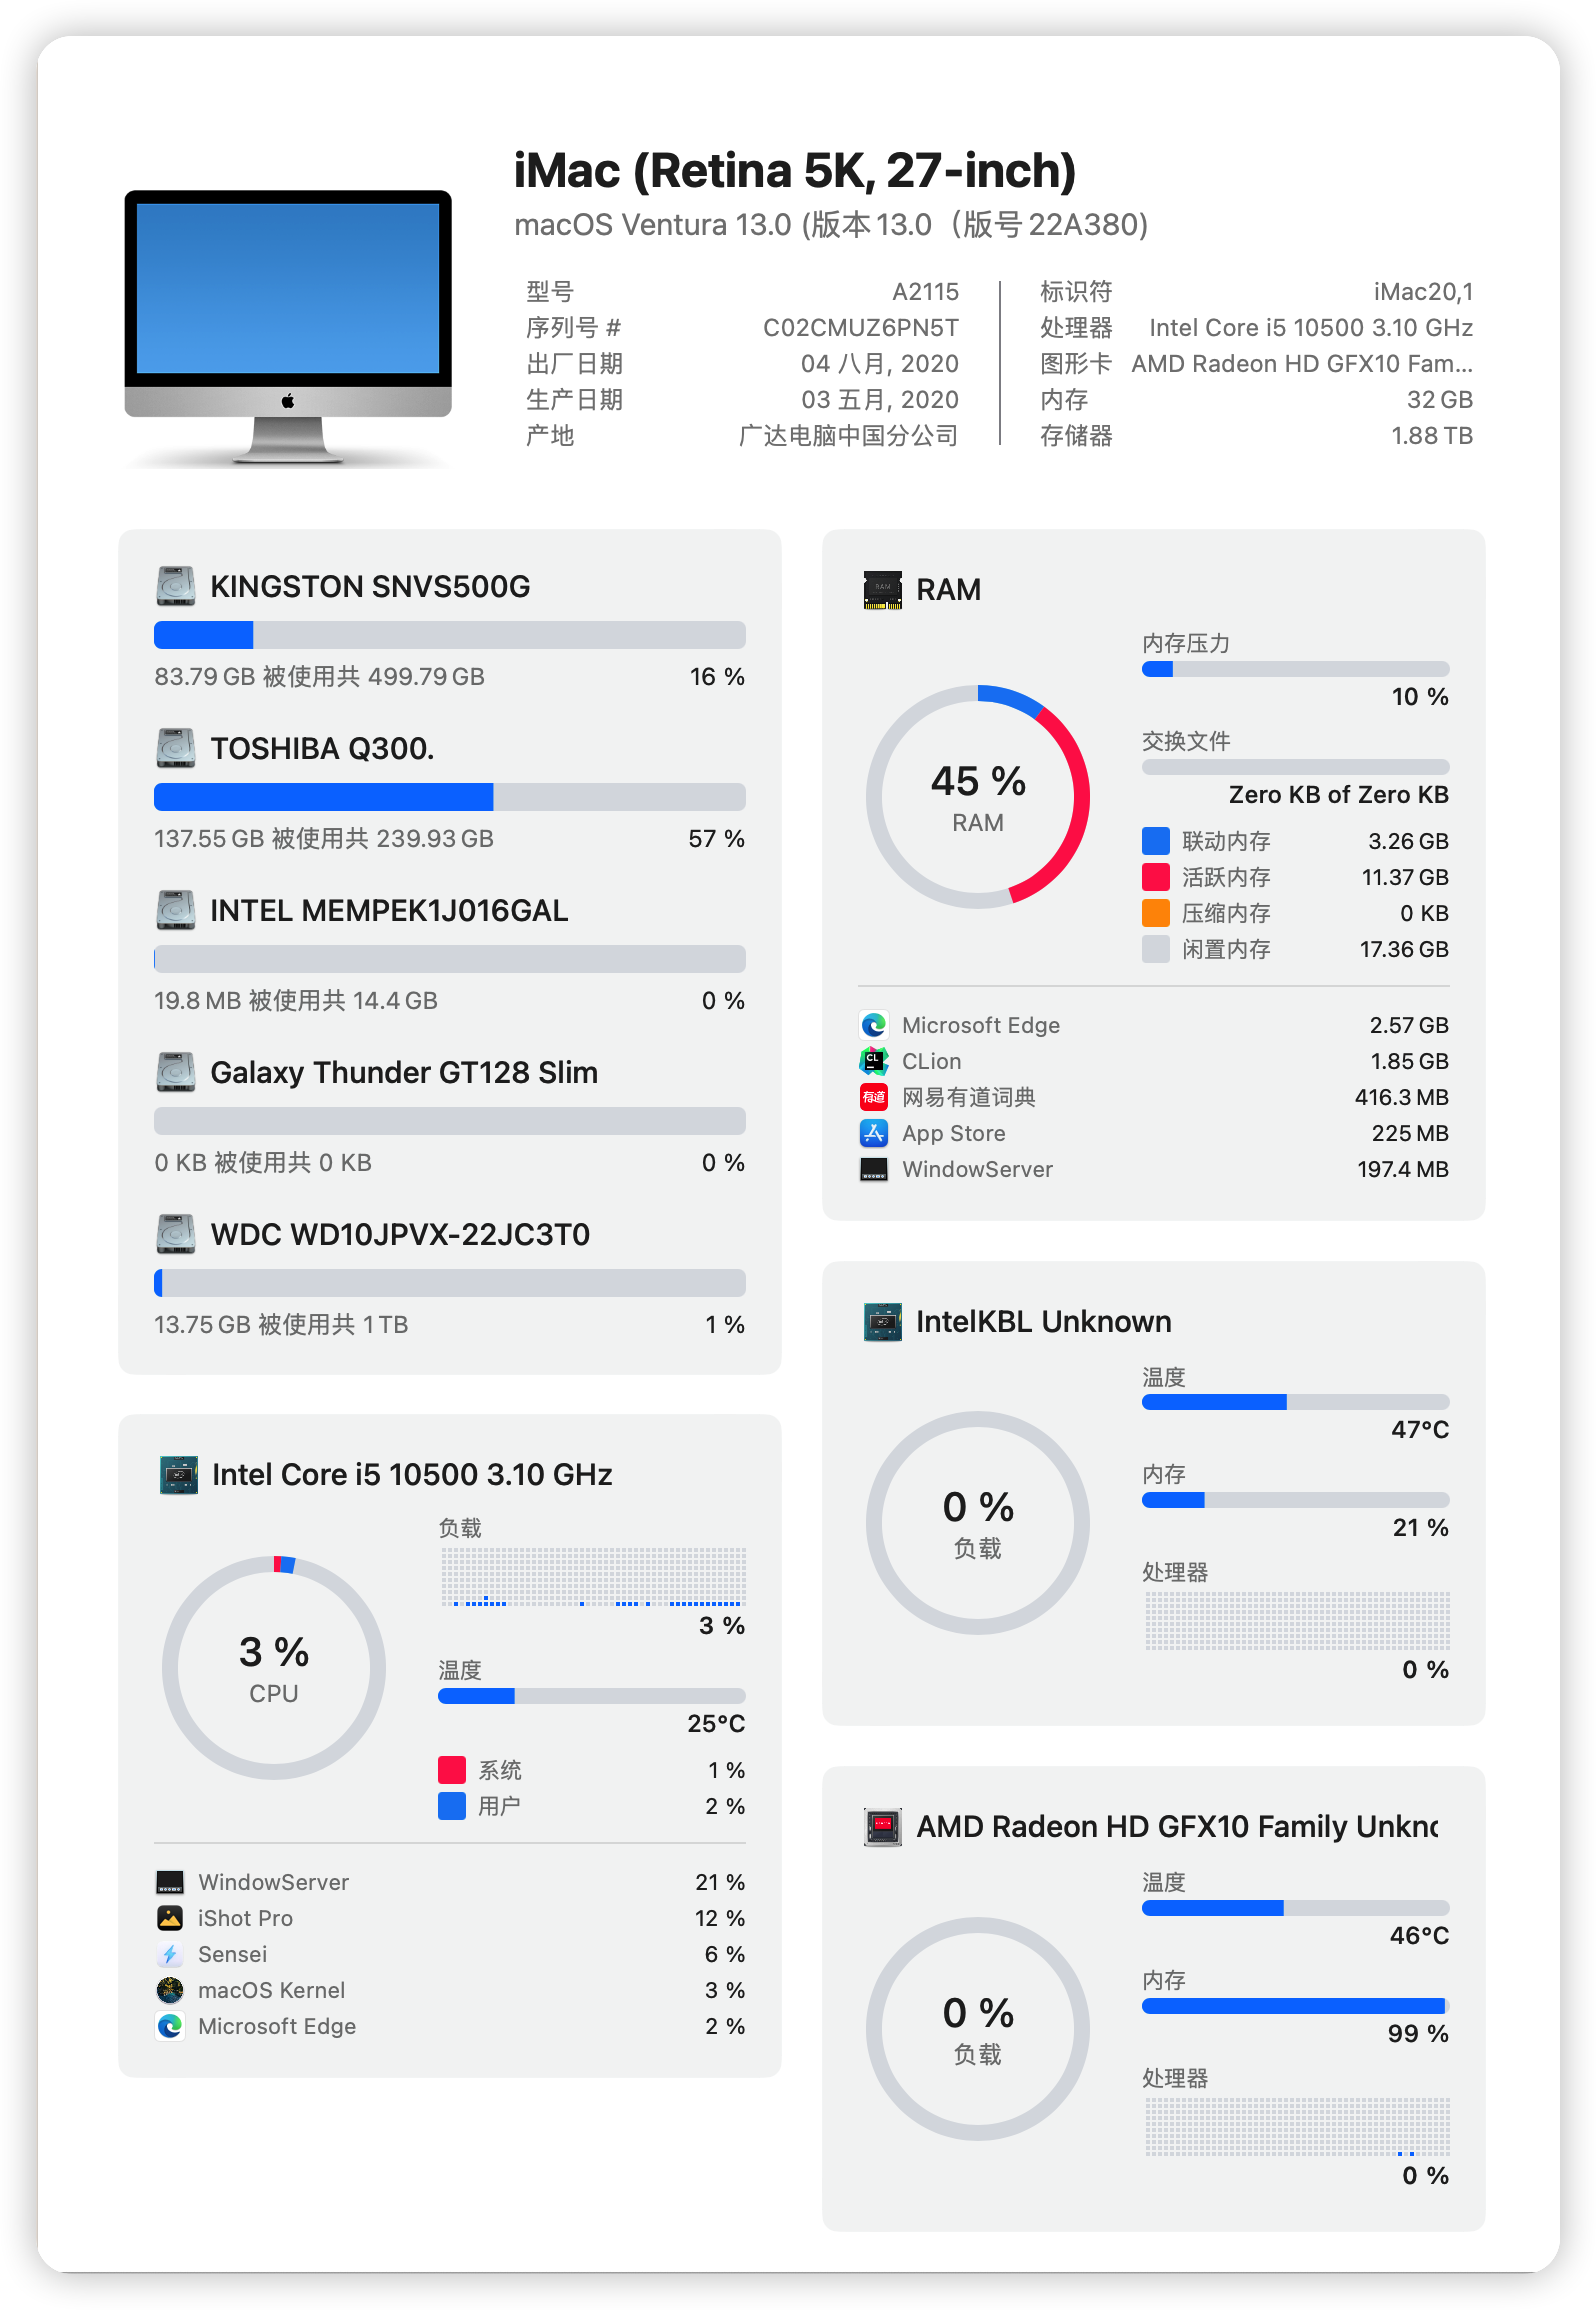 iMac (Retina 5K, 27-inch)
macOS Ventura 13.0 (版本 13.0（版号 22A380)
型号 A2115
序列号 # C02CMUZ6PN5T
出厂日期 04 八月, 2020
生产日期 03 五月, 2020
产地 广达电脑中国分公司
标识符 iMac20,1
处理器 Intel Core i5 10500 3.10 GHz
图形卡 AMD Radeon HD GFX10 Fam...
内存 32 GB
存储器 1.88 TB
KINGSTON SNVS500G
83.79 GB 被使用共 499.79 GB 16 %
TOSHIBA Q300.
137.55 GB 被使用共 239.93 GB 57 %
INTEL MEMPEK1J016GAL
19.8 MB 被使用共 14.4 GB 0 %
Galaxy Thunder GT128 Slim
0 KB 被使用共 0 KB 0 %
WDC WD10JPVX-22JC3T0
13.75 GB 被使用共 1 TB 1 %
Intel Core i5 10500 3.10 GHz
3 %
CPU
负载
3 %
温度
25°C
系统 1 %
用户 2 %
WindowServer 21 %
iShot Pro 12 %
Sensei 6 %
macOS Kernel 3 %
Microsoft Edge 2 %
RAM
45 %
RAM
内存压力
10 %
交换文件
Zero KB of Zero KB
联动内存 3.26 GB
活跃内存 11.37 GB
压缩内存 0 KB
闲置内存 17.36 GB
Microsoft Edge 2.57 GB
CLion 1.85 GB
网易有道词典 416.3 MB
App Store 225 MB
WindowServer 197.4 MB
IntelKBL Unknown
0 %
负载
温度
47°C
内存
21 %
处理器
0 %
AMD Radeon HD GFX10 Family Unkno
0 %
负载
温度
46°C
内存
99 %
处理器
0 %